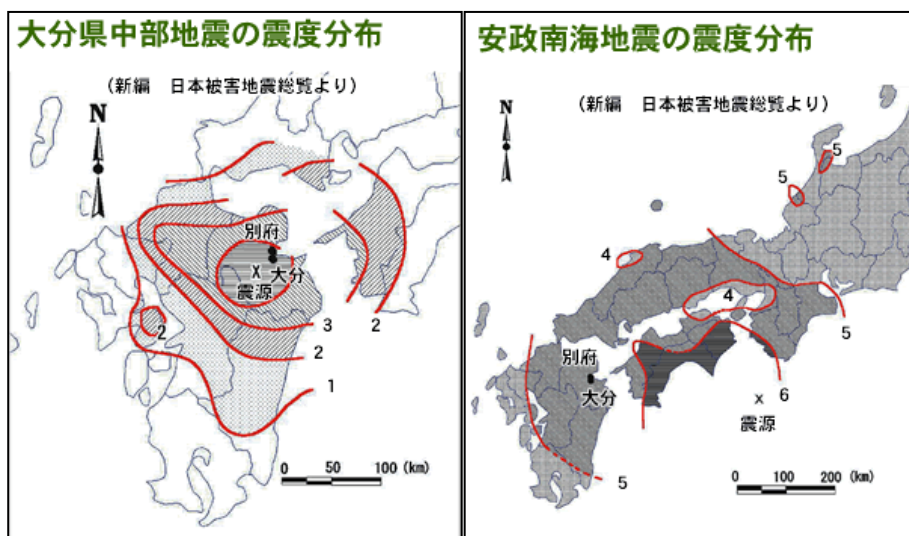 大分県中部地震の震度分布
(新編 日本被害地震総覧より)
N
別府
大分
x
震源
3
2
2
2
1
0 50 100 (km)
安政南海地震の震度分布
(新編 日本被害地震総覧より)
N
5
5
4
4
5
別府
大分
6
x
震源
5
0 100 200 (km)